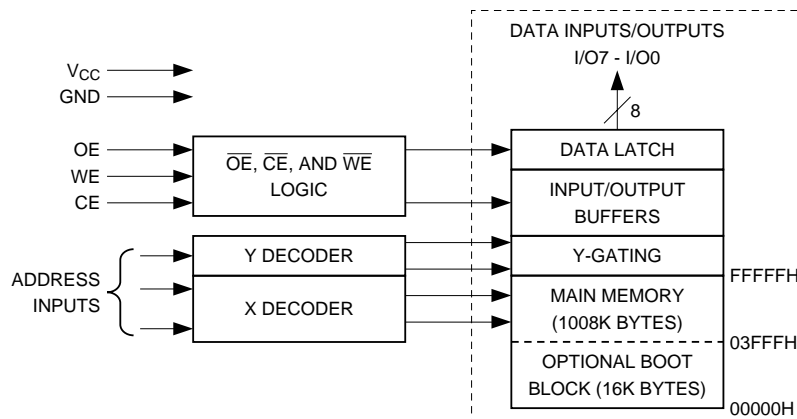 DATA INPUTS/OUTPUTS
I/O7 - I/O0
8
VCC
GND
OE
WE
CE
OE, CE, AND WE
LOGIC
DATA LATCH
INPUT/OUTPUT
BUFFERS
Y DECODER
Y-GATING
ADDRESS
INPUTS
X DECODER
FFFFFH
MAIN MEMORY
(1008K BYTES)
03FFFH
OPTIONAL BOOT
BLOCK (16K BYTES)
00000H